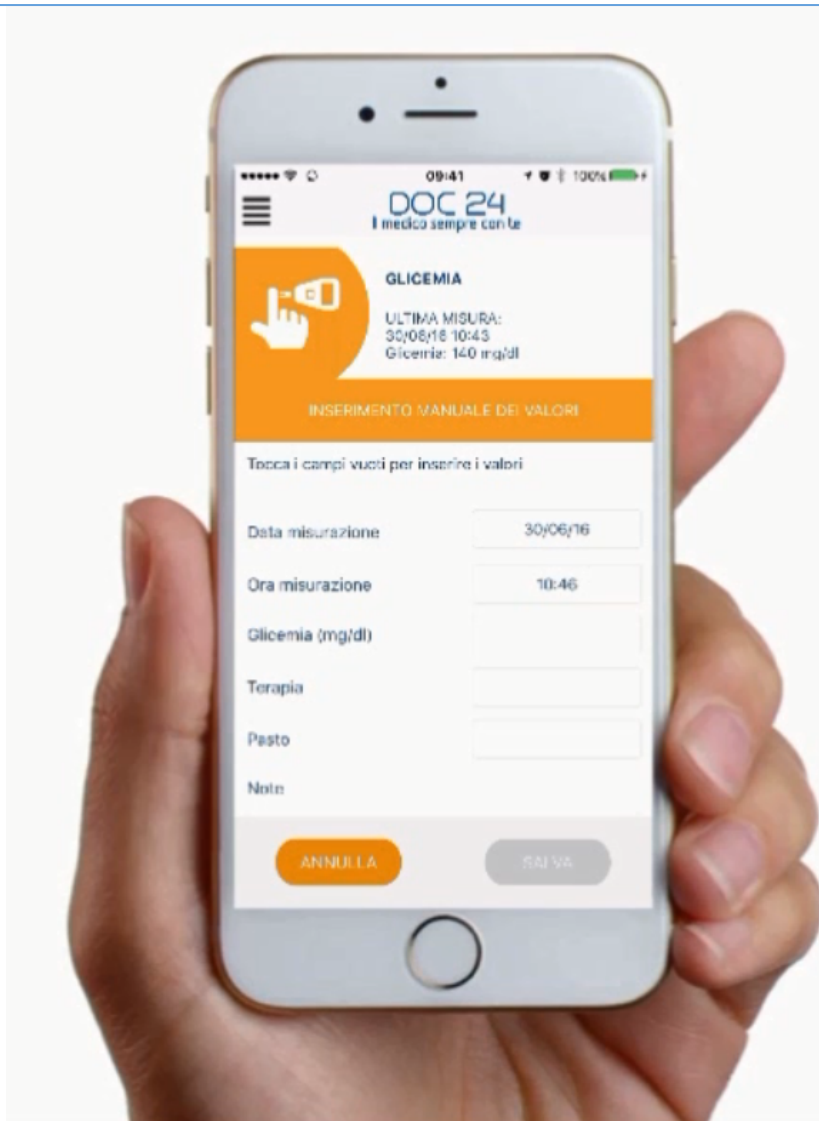 09:41
100%
DOC 24
Il medico sempre con te
GLICEMIA
ULTIMA MISURA:
30/06/16 10:43
Glicemia: 140 mg/dl
INSERIMENTO MANUALE DEI VALORI
Tocca i campi vuoti per inserire i valori
Data misurazione 30/06/16
Ora misurazione 10:46
Glicemia (mg/dl)
Terapia
Pasto
Note
ANNULLA SALVA